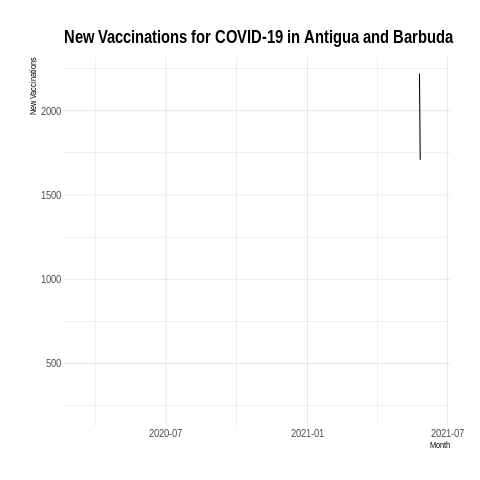 New Vaccinations for COVID-19 in Antigua and Barbuda
New Vaccinations
2000
1500
1000
500
2020-07
2021-01
2021-07
Month